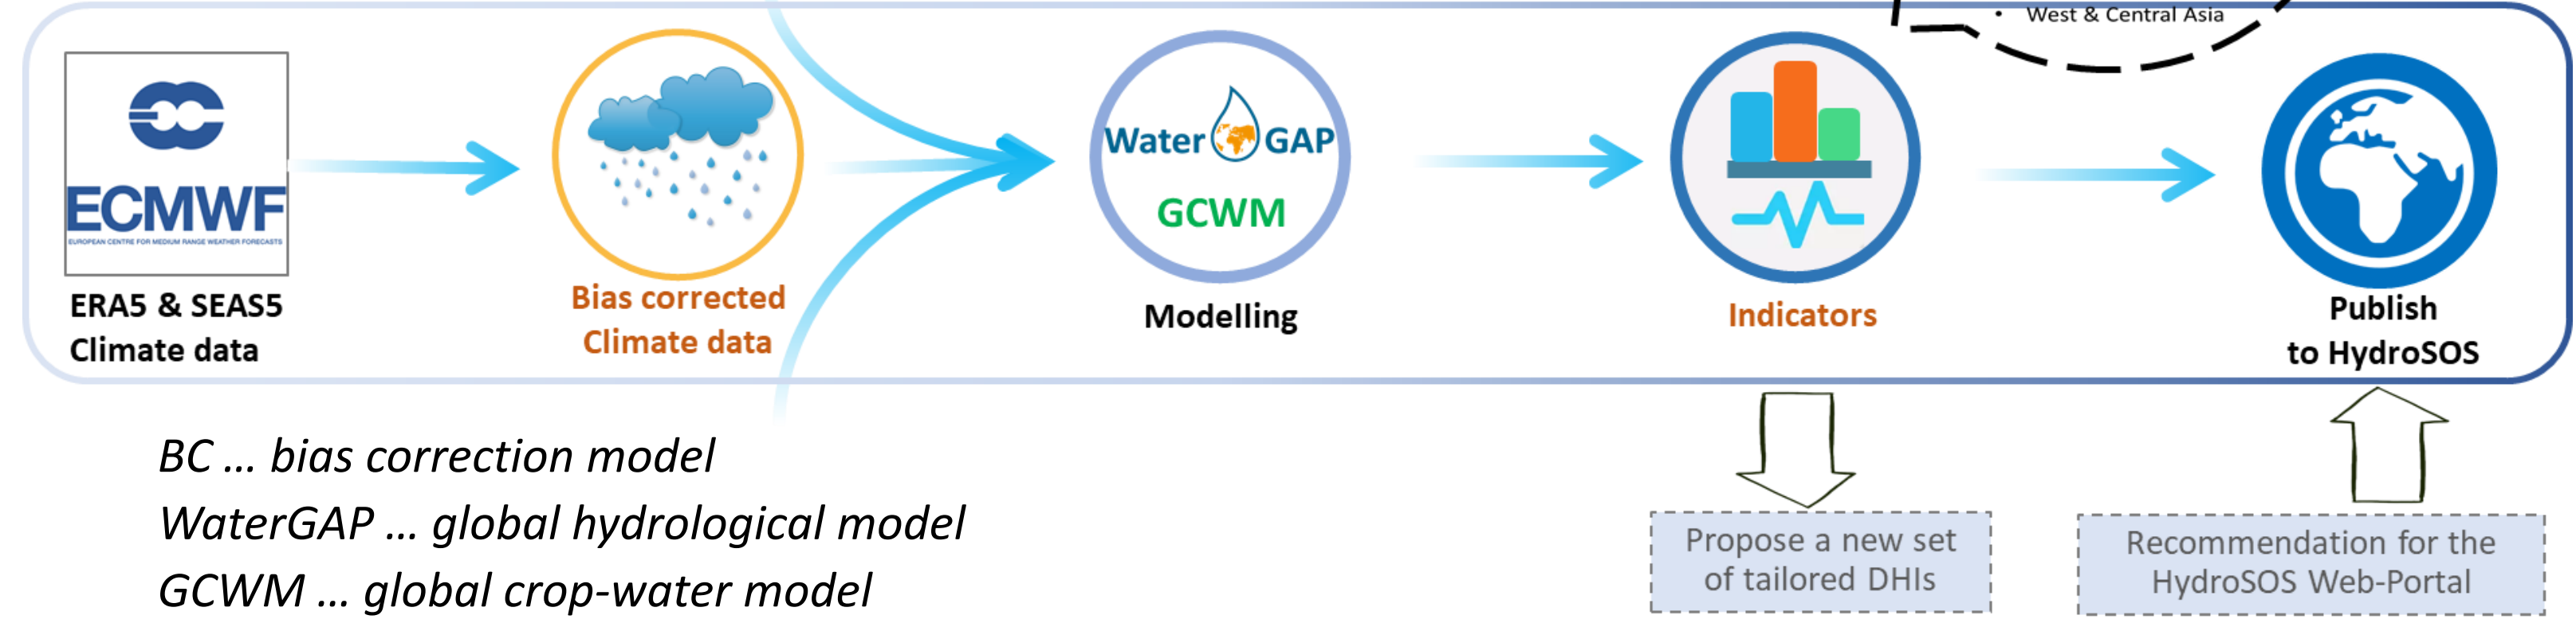 • West & Central Asia
ECMWF
EUROPEAN CENTRE FOR MEDIUM RANGE WEATHER FORECASTS
ERA5 & SEAS5
Climate data
Bias corrected
Climate data
Water GAP
GCWM
Modelling
Indicators
Publish
to HydroSOS
BC ... bias correction model
WaterGAP ... global hydrological model
GCWM ... global crop-water model
Propose a new set
of tailored DHIs
Recommendation for the
HydroSOS Web-Portal